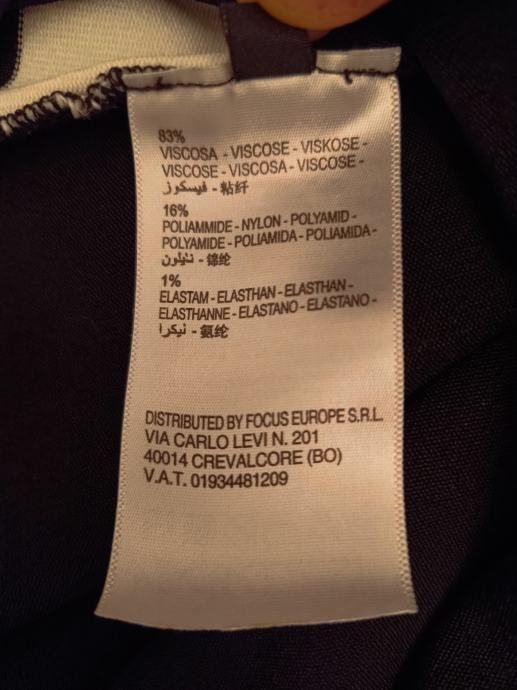 83%
VISCOSA - VISCOSE - VISKOSE -
VISCOSE - VISCOSA - VISCOSE -
فيسكوز - 粘纤
16%
POLIAMMIDE - NYLON - POLYAMID -
POLYAMIDE - POLIAMIDA - POLIAMIDA -
نايلون - 锦纶
1%
ELASTAM - ELASTHAN - ELASTHAN -
ELASTHANNE - ELASTANO - ELASTANO -
نيكرا - 氨纶
DISTRIBUTED BY FOCUS EUROPE S.R.L.
VIA CARLO LEVI N. 201
40014 CREVALCORE (BO)
V.A.T. 01934481209